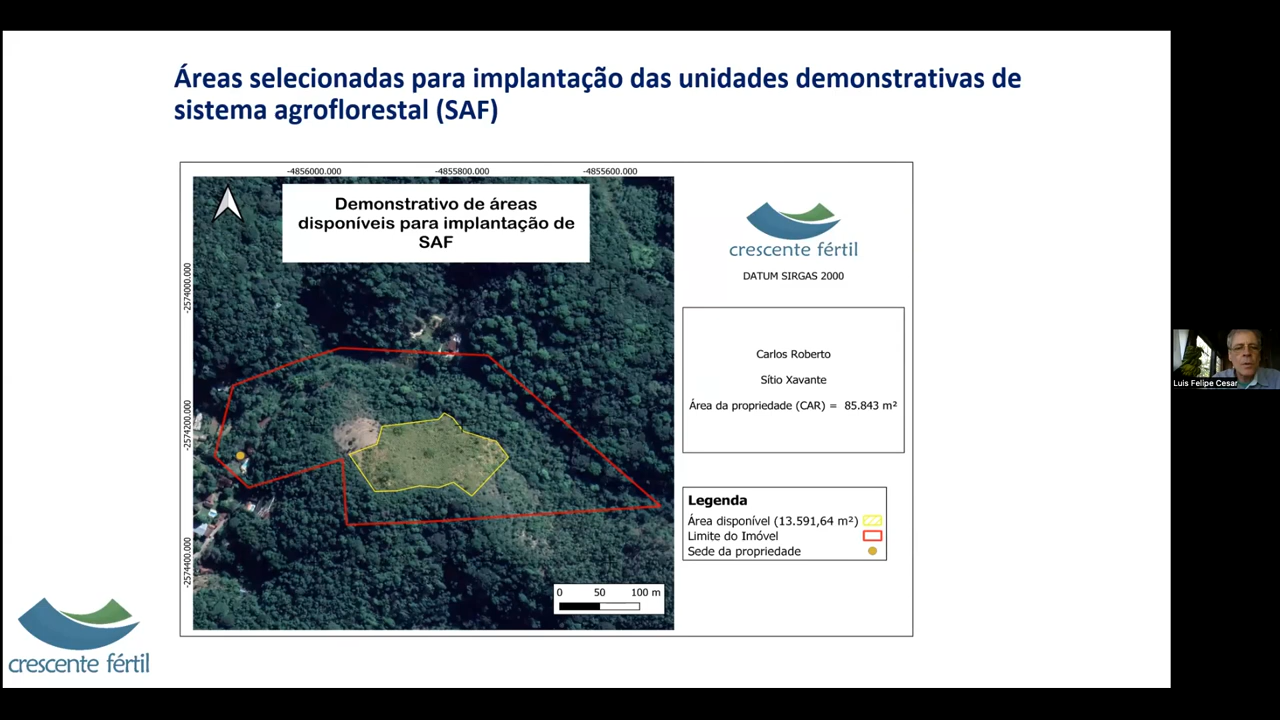 Áreas selecionadas para implantação das unidades demonstrativas de
sistema agroflorestal (SAF)
-4856000.000 -4855800.000 -4855600.000
Demonstrativo de áreas
disponíveis para implantação de
SAF
-2574000.000
-2574200.000
-2574400.000
0 50 100 m
crescente fértil
DATUM SIRGAS 2000
Carlos Roberto
Sítio Xavante
Área da propriedade (CAR) = 85.843 m²
Legenda
Área disponível (13.591,64 m²)
Limite do Imóvel
Sede da propriedade
crescente fértil
Luis Felipe Cesar